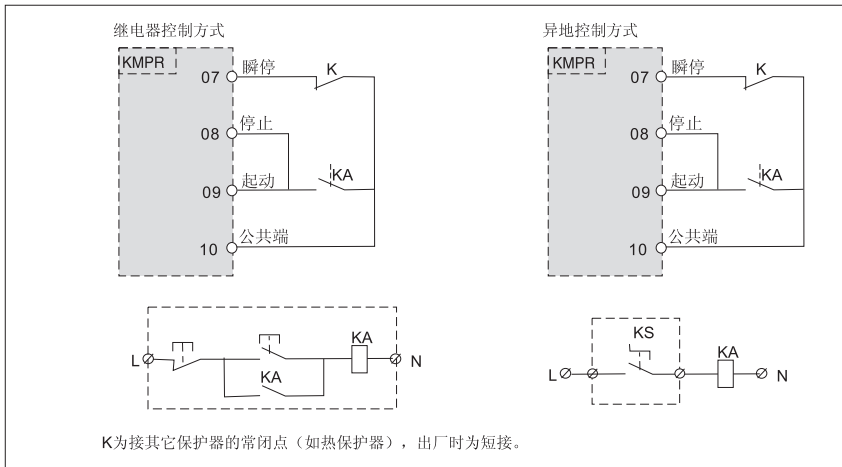 继电器控制方式
KMPR
07
瞬停
K
08
停止
KA
09
起动
10
公共端
异地控制方式
KMPR
07
瞬停
K
08
停止
KA
09
起动
10
公共端
L
KA
N
KA
KS
L
KA
N
K为接其它保护器的常闭点（如热保护器），出厂时为短接。